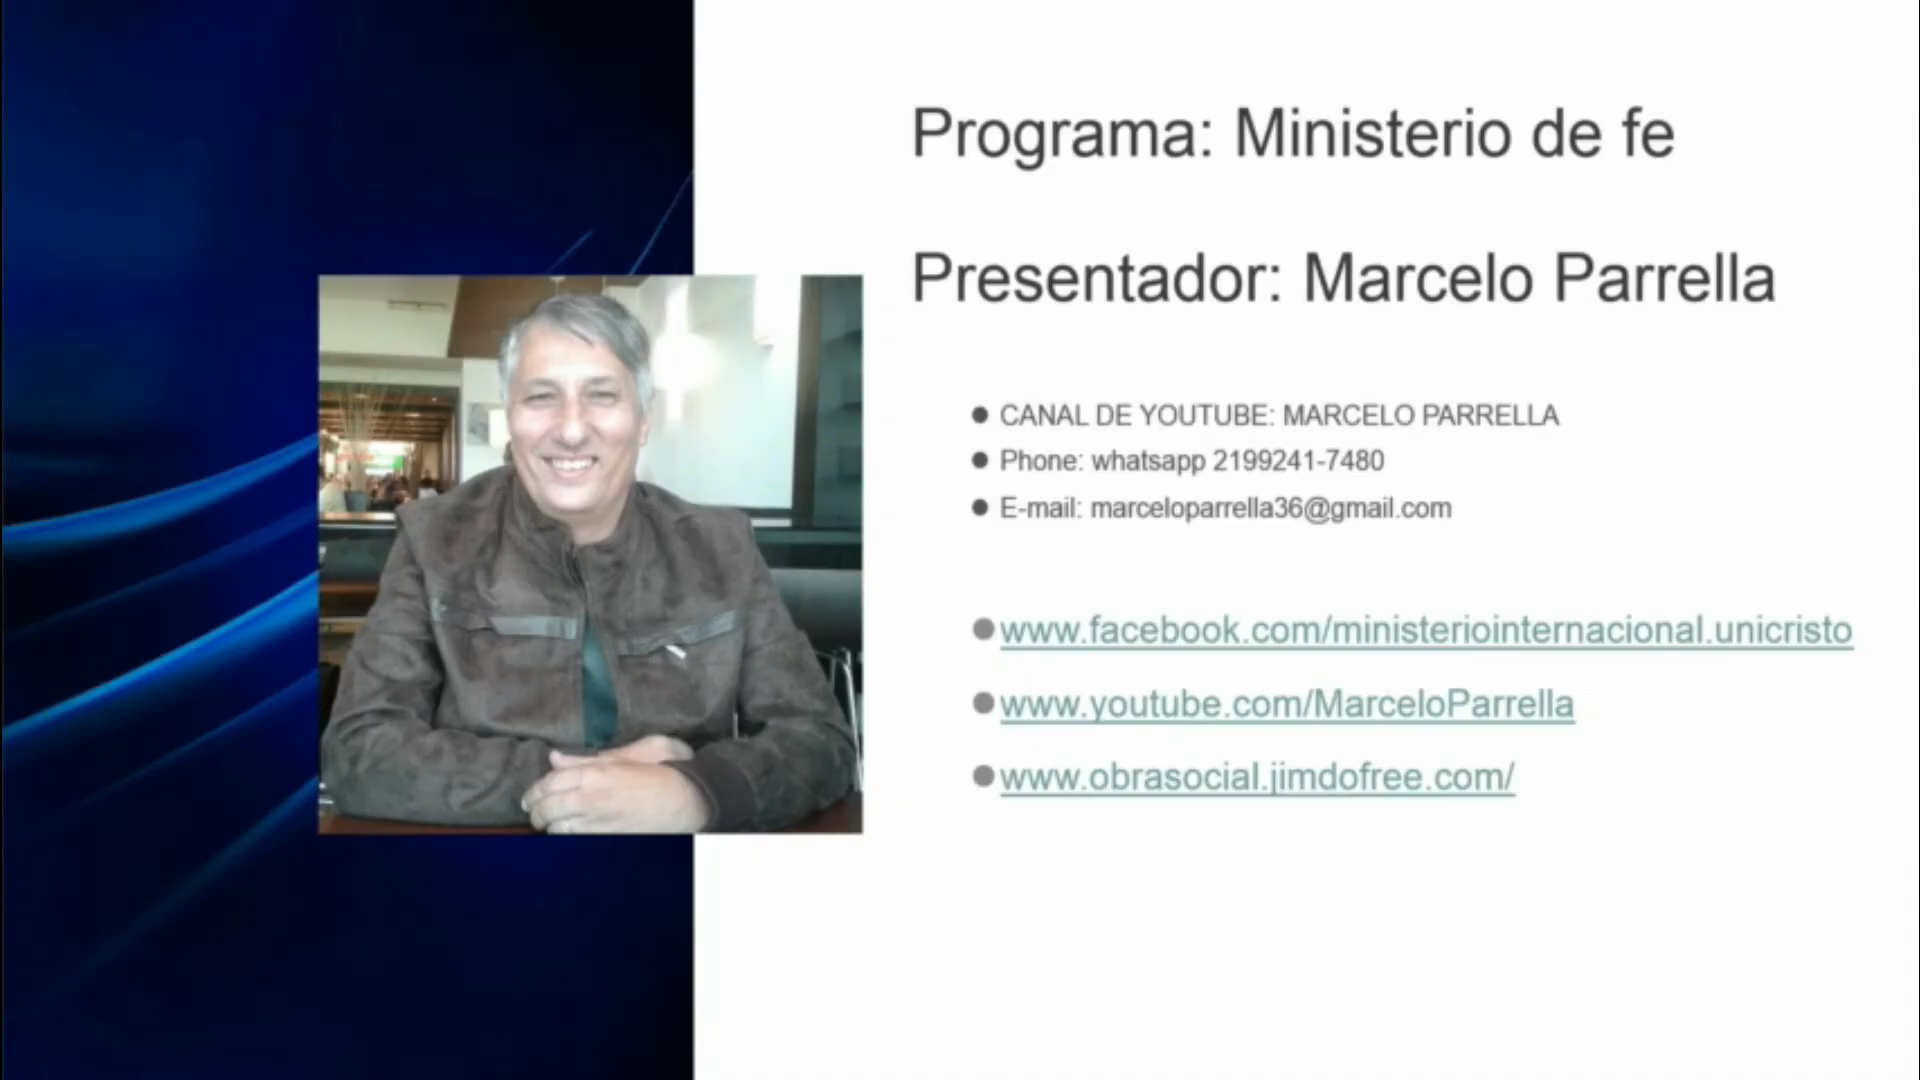 Programa: Ministerio de fe
Presentador: Marcelo Parrella
CANAL DE YOUTUBE: MARCELO PARRELLA
Phone: whatsapp 2199241-7480
E-mail: marceloparrella36@gmail.com
www.facebook.com/ministeriointernacional.unicristo
www.youtube.com/MarceloParrella
www.obrasocial.jimdofree.com/